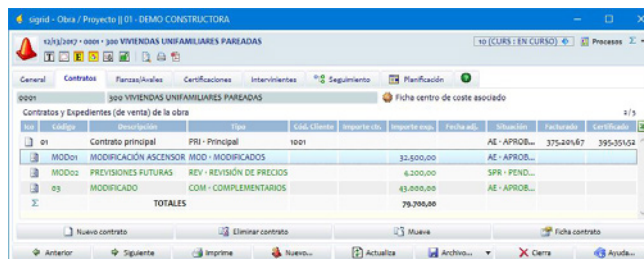 sigrid - Obra / Proyecto || 01 - DEMO CONSTRUCTORA
12/13/2017 • 0001 • 300 VIVIENDAS UNIFAMILIARES PAREADAS
10 (CURS : EN CURSO)
Procesos
General Contratos Fianzas/Avales Certificaciones Intervinientes Seguimiento Planificación
0001 300 VIVIENDAS UNIFAMILIARES PAREADAS Ficha centro de coste asociado
Contratos y Expedientes (de venta) de la obra 2/5
Ico Código Descripción Tipo Cód. Cliente Importe ctr. Importe exp. Fecha adj. Situación Facturado Certificado
01 Contrato principal PRI - Principal 1001 AE - APROB... 375.201,67 395.351,52
MOD01 MODIFICACIÓN ASCENSOR MOD - MODIFICADOS 32.500,00 AE - APROB...
MOD02 PREVISIONES FUTURAS REV - REVISIÓN DE PRECIOS 4.200,00 SPR - PEND...
03 MODIFICADO COM - COMPLEMENTARIOS 43.000,00 AE - APROB...
Σ TOTALES 79.700,00
Nuevo contrato Eliminar contrato Mueve Ficha contrato
Anterior Siguiente Imprime Nuevo... Actualiza Archivo... Cierra Ayuda...